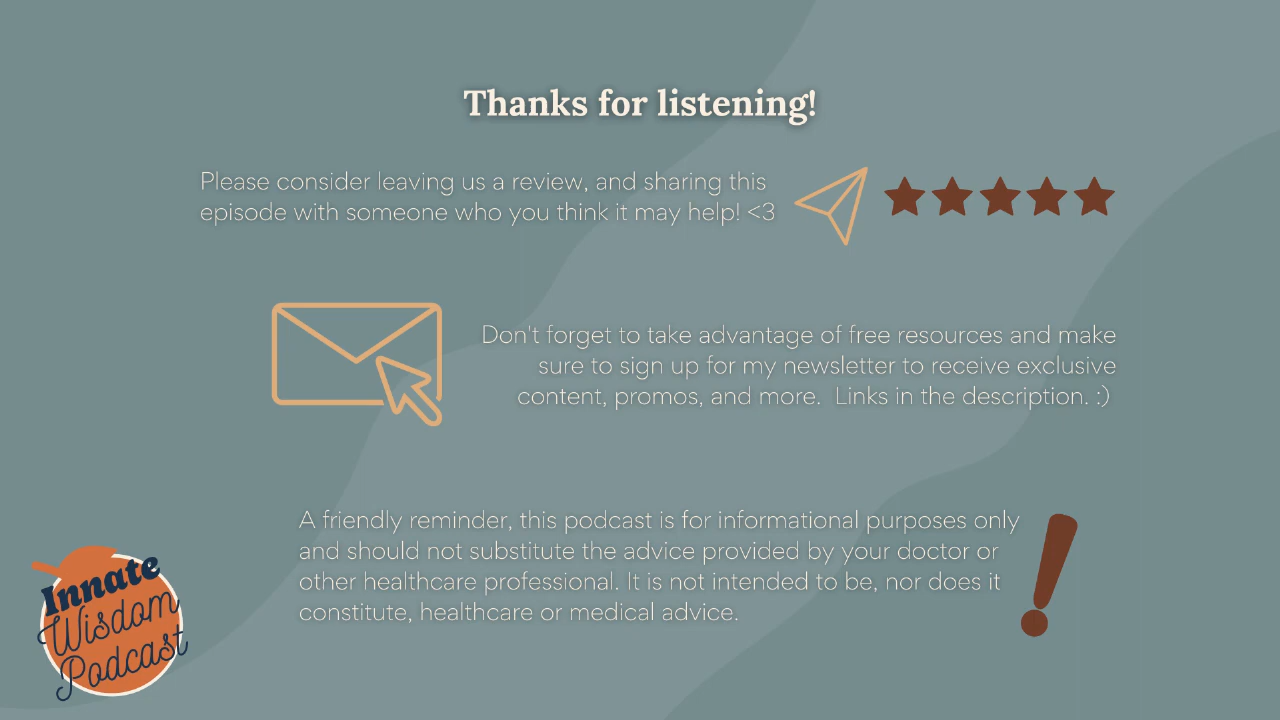 Thanks for listening!
Please consider leaving us a review, and sharing this
episode with someone who you think it may help! <3
Don't forget to take advantage of free resources and make
sure to sign up for my newsletter to receive exclusive
content, promos, and more.  Links in the description. :)
A friendly reminder, this podcast is for informational purposes only
and should not substitute the advice provided by your doctor or
other healthcare professional. It is not intended to be, nor does it
constitute, healthcare or medical advice.
Innate
Wisdom
Podcast